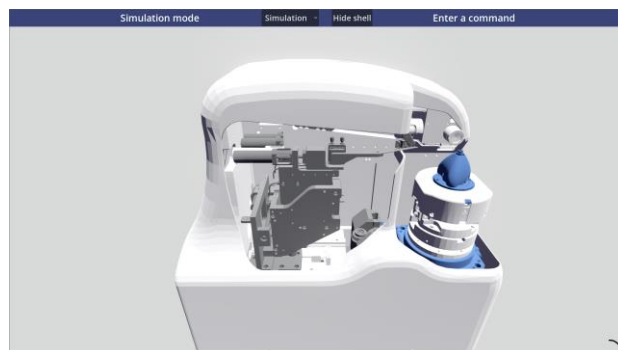 Simulation mode
Simulation
Hide shell
Enter a command